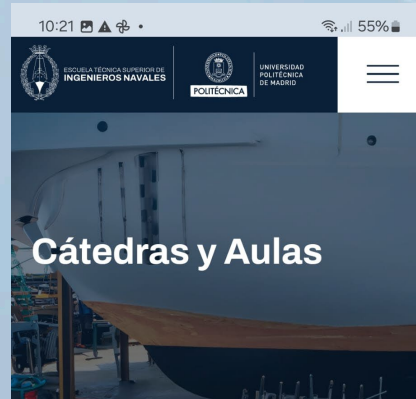 10:21
55%
ESCUELA TÉCNICA SUPERIOR DE
INGENIEROS NAVALES
POLITÉCNICA
UNIVERSIDAD
POLITÉCNICA
DE MADRID
Cátedras y Aulas